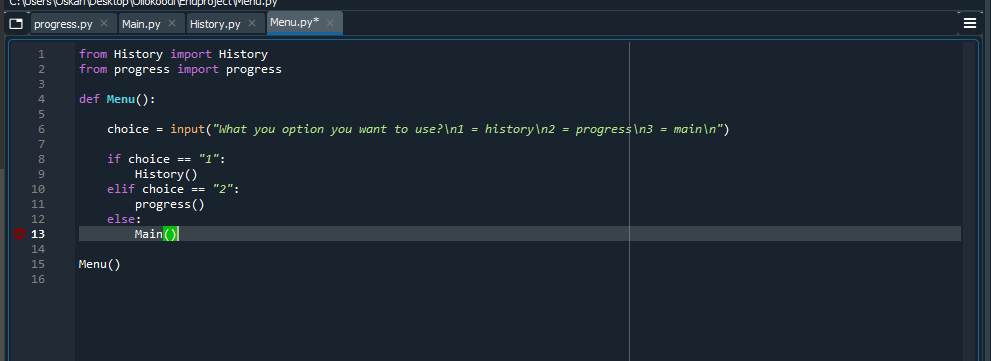 C:\Users\Oskari\Desktop\Ohjkoodi\Endproject\Menu.py
progress.py × Main.py × History.py × Menu.py* ×
1 from History import History
2 from progress import progress
3
4 def Menu():
5
6 choice = input("What you option you want to use?\n1 = history\n2 = progress\n3 = main\n")
7
8 if choice == "1":
9 History()
10 elif choice == "2":
11 progress()
12 else:
13 Main()
14
15 Menu()
16